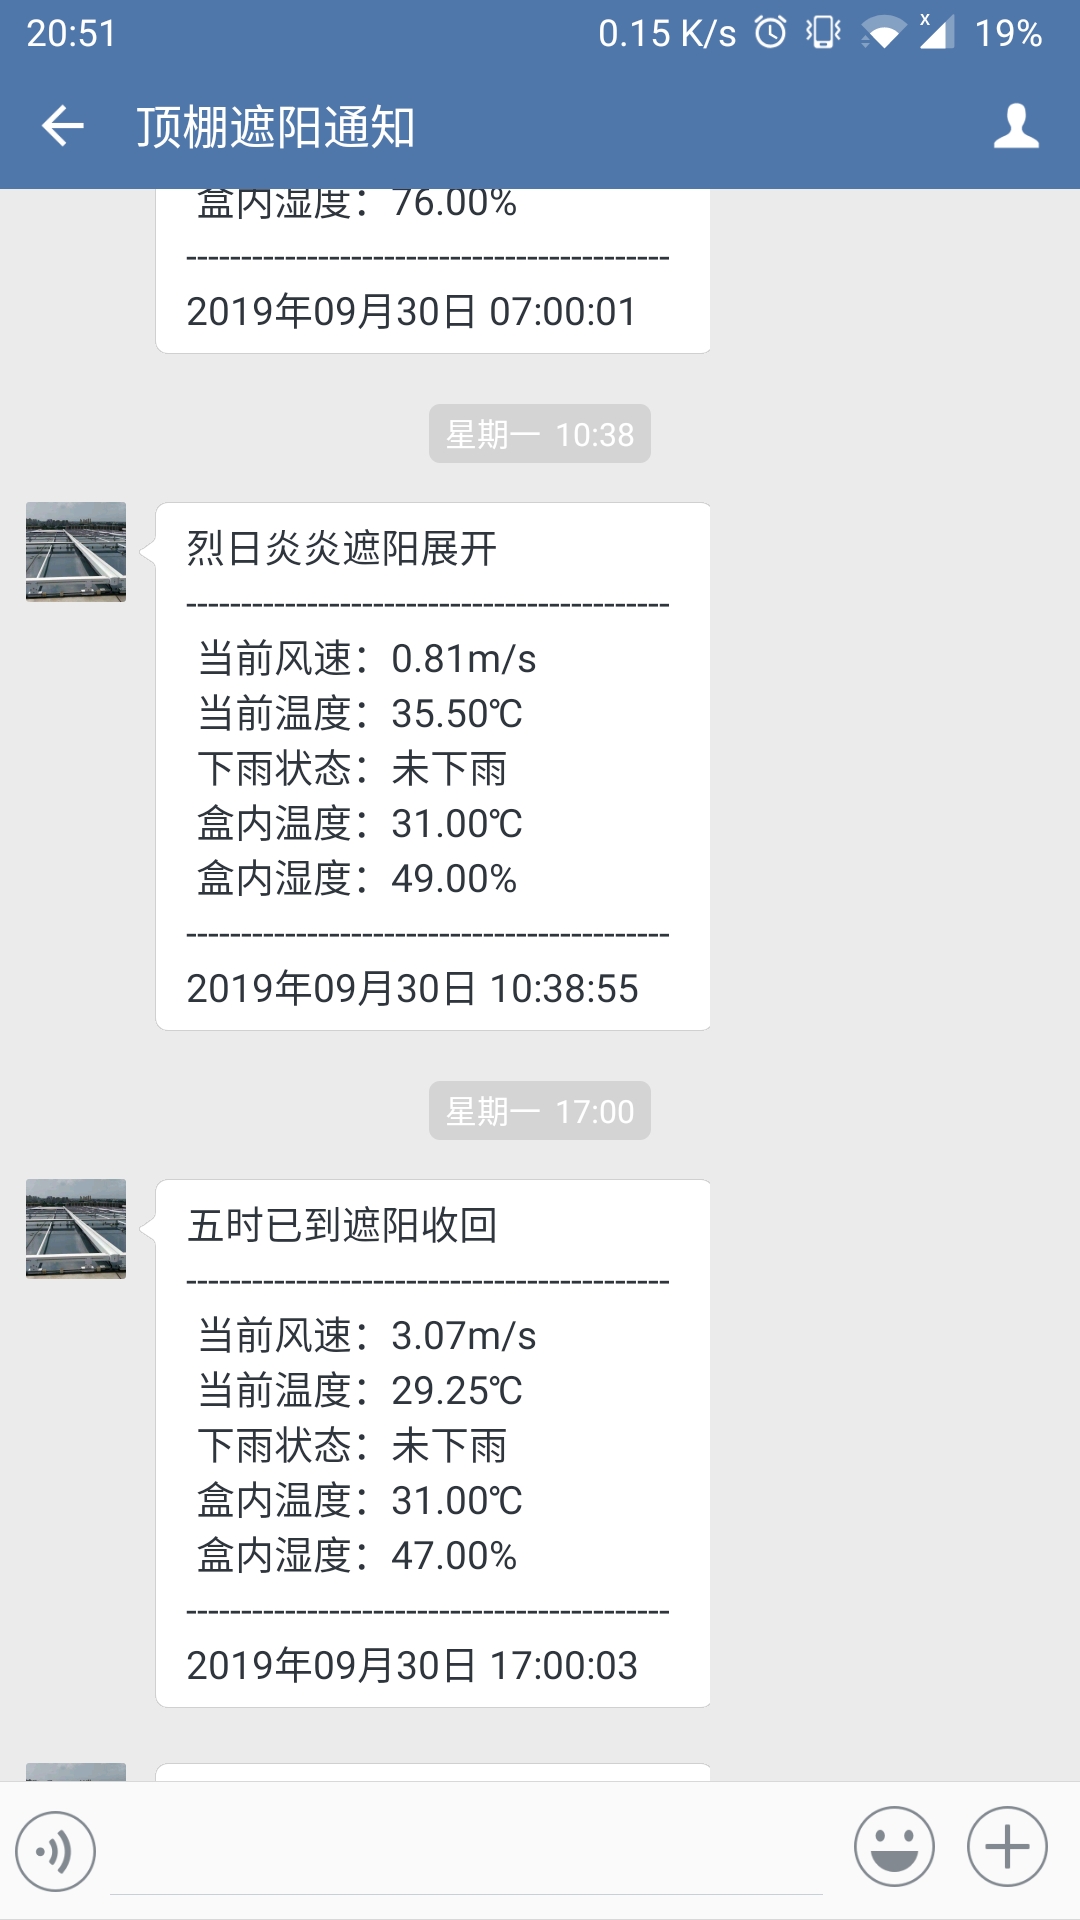 20:51
0.15 K/s
x
19%
顶棚遮阳通知
盒内湿度：76.00%
--------------------------------------------
2019年09月30日 07:00:01
星期一 10:38
烈日炎炎遮阳展开
--------------------------------------------
当前风速：0.81m/s
当前温度：35.50℃
下雨状态：未下雨
盒内温度：31.00℃
盒内湿度：49.00%
--------------------------------------------
2019年09月30日 10:38:55
星期一 17:00
五时已到遮阳收回
--------------------------------------------
当前风速：3.07m/s
当前温度：29.25℃
下雨状态：未下雨
盒内温度：31.00℃
盒内湿度：47.00%
--------------------------------------------
2019年09月30日 17:00:03